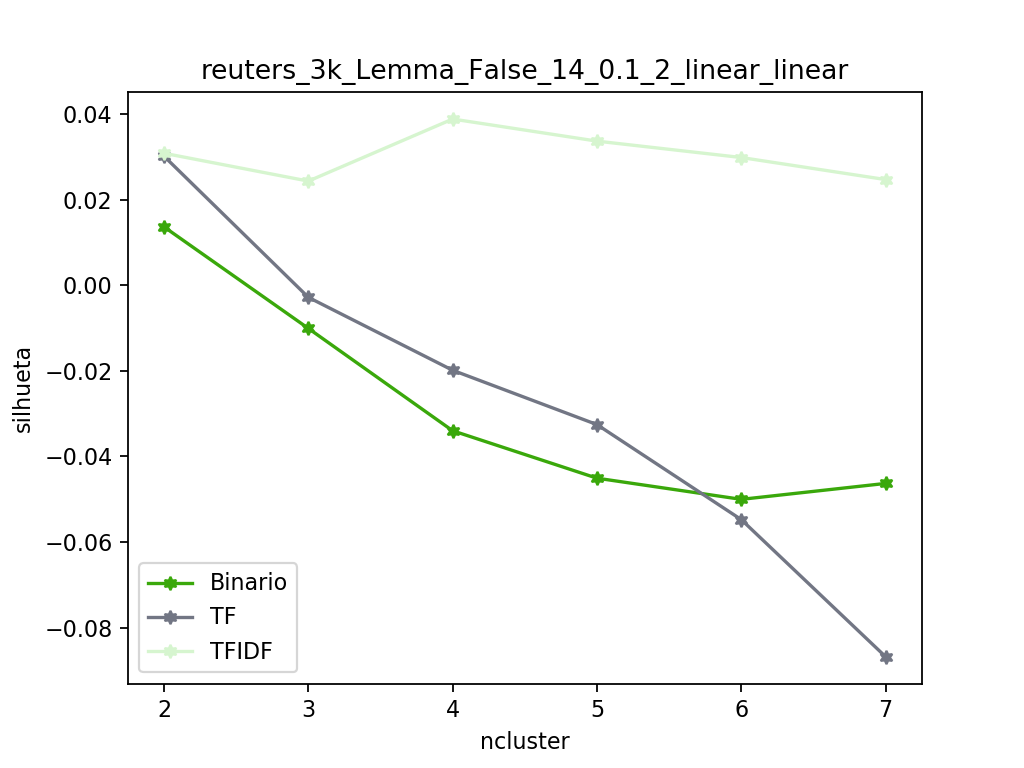 reuters_3k_Lemma_False_14_0.1_2_linear_linear
0.04
0.02
0.00
−0.02
−0.04
−0.06
−0.08
silhueta
Binario
TF
TFIDF
2 3 4 5 6 7
ncluster